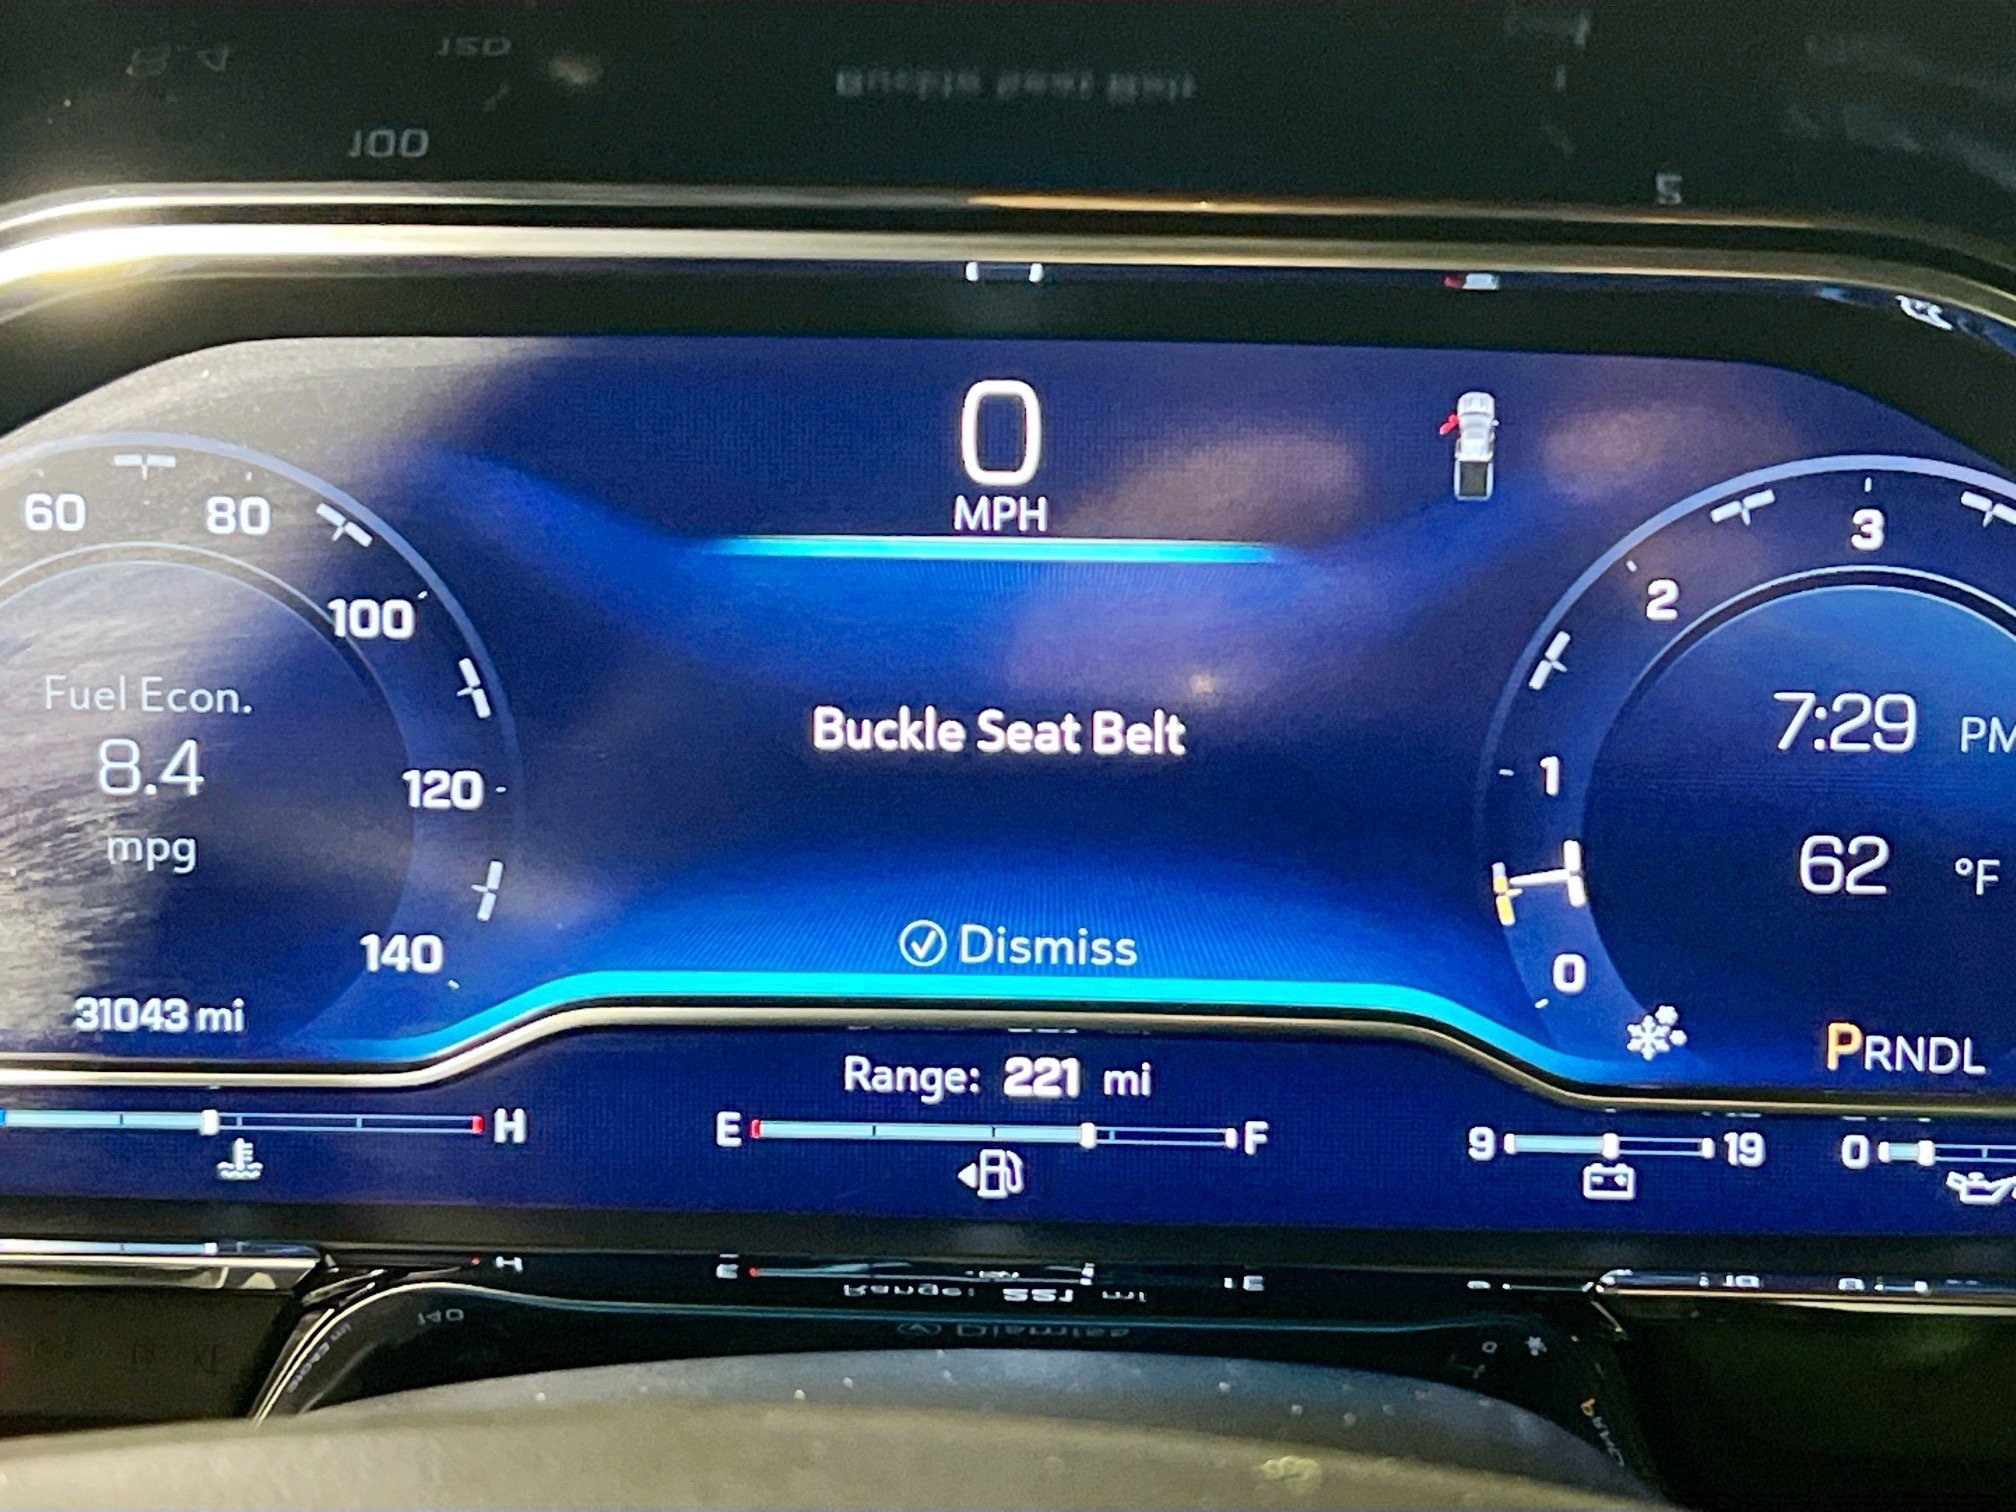 0
MPH
60
80
100
120
140
Fuel Econ.
8.4
mpg
31043 mi
Buckle Seat Belt
Dismiss
3
2
1
0
7:29 PM
62 °F
PRNDL
Range: 221 mi
H
E F
9 19
0